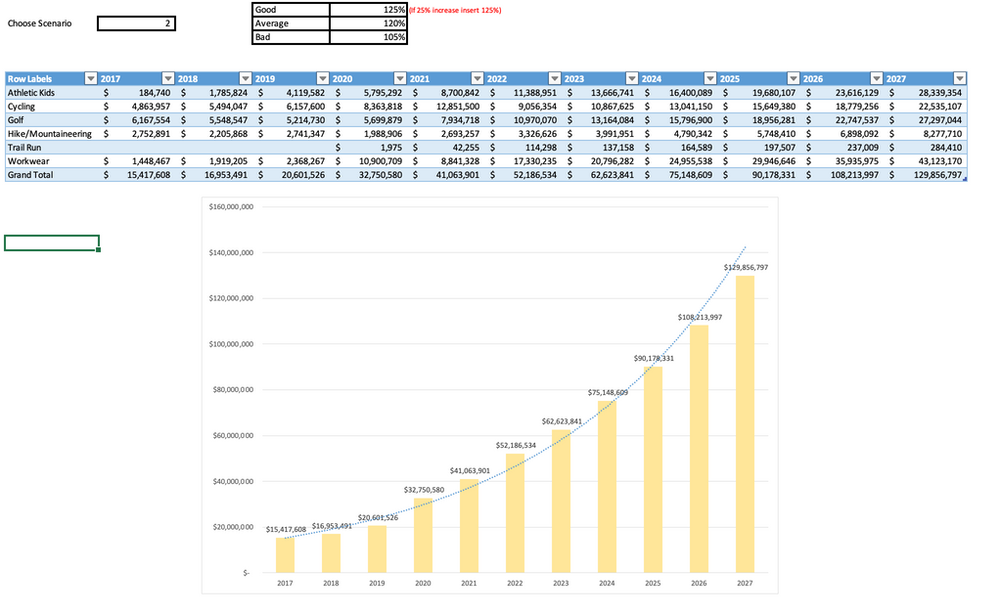 Good 125% (If 25% increase insert 125%)
Choose Scenario 2 Average 120%
Bad 105%
Row Labels 2017 2018 2019 2020 2021 2022 2023 2024 2025 2026 2027
Athletic Kids $ 184,740 $ 1,785,824 $ 4,119,582 $ 5,795,292 $ 8,700,842 $ 11,388,951 $ 13,666,741 $ 16,400,089 $ 19,680,107 $ 23,616,129 $ 28,339,354
Cycling $ 4,863,957 $ 5,494,047 $ 6,157,600 $ 8,363,818 $ 12,851,500 $ 9,056,354 $ 10,867,625 $ 13,041,150 $ 15,649,380 $ 18,779,256 $ 22,535,107
Golf $ 6,167,554 $ 5,548,547 $ 5,214,730 $ 5,699,879 $ 7,934,718 $ 10,970,070 $ 13,164,084 $ 15,796,900 $ 18,956,281 $ 22,747,537 $ 27,297,044
Hike/Mountaineering $ 2,752,891 $ 2,205,868 $ 2,741,347 $ 1,988,906 $ 2,693,257 $ 3,326,626 $ 3,991,951 $ 4,790,342 $ 5,748,410 $ 6,898,092 $ 8,277,710
Trail Run $ 1,975 $ 42,255 $ 114,298 $ 137,158 $ 164,589 $ 197,507 $ 237,009 $ 284,410
Workwear $ 1,448,467 $ 1,919,205 $ 2,368,267 $ 10,900,709 $ 8,841,328 $ 17,330,235 $ 20,796,282 $ 24,955,538 $ 29,946,646 $ 35,935,975 $ 43,123,170
Grand Total $ 15,417,608 $ 16,953,491 $ 20,601,526 $ 32,750,580 $ 41,063,901 $ 52,186,534 $ 62,623,841 $ 75,148,609 $ 90,178,331 $ 108,213,997 $ 129,856,797
$160,000,000
$140,000,000
$129,856,797
$120,000,000
$108,213,997
$100,000,000
$90,178,331
$80,000,000
$75,148,609
$62,623,841
$60,000,000
$52,186,534
$41,063,901
$40,000,000
$32,750,580
$20,601,526
$20,000,000
$15,417,608 $16,953,491
$-
2017 2018 2019 2020 2021 2022 2023 2024 2025 2026 2027